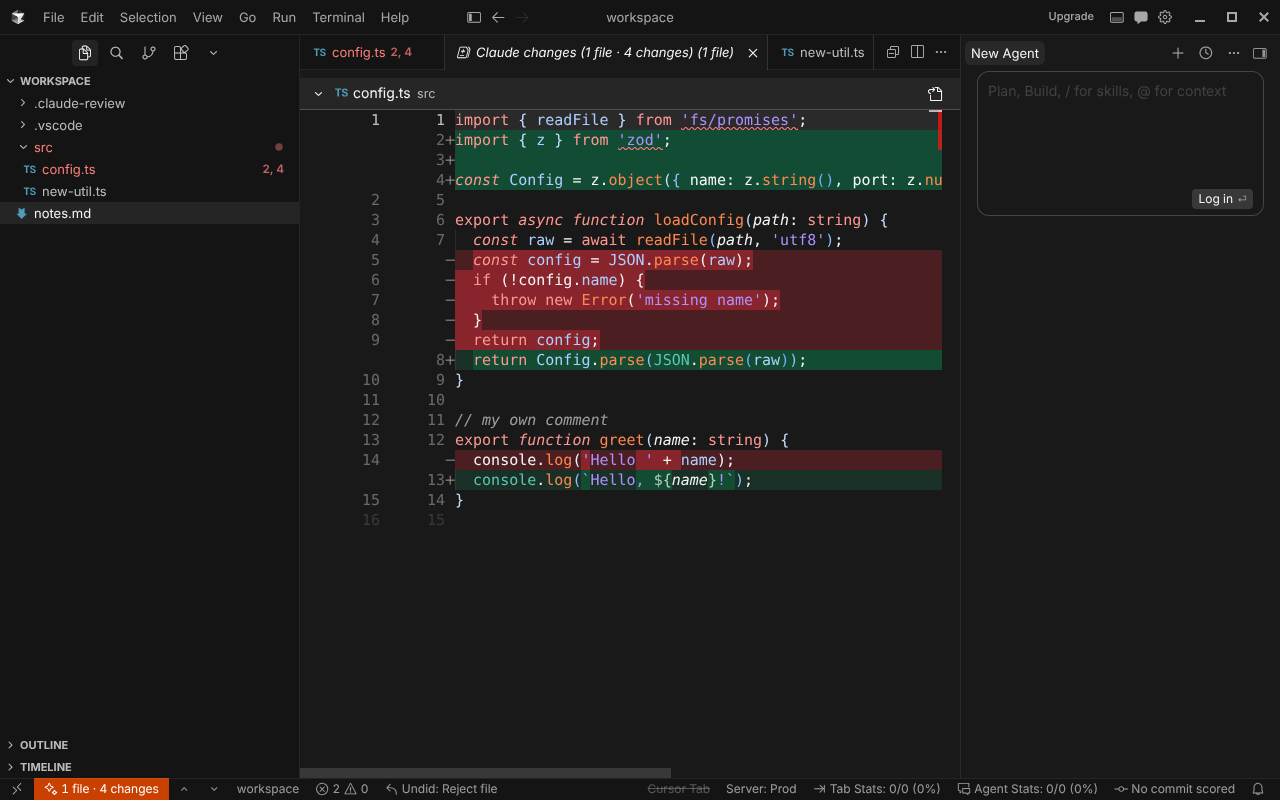 File Edit Selection View Go Run Terminal Help
workspace
Upgrade
WORKSPACE
.claude-review
.vscode
src
TS config.ts 2, 4
TS new-util.ts
notes.md
OUTLINE
TIMELINE
TS config.ts 2, 4
Claude changes (1 file · 4 changes) (1 file)
TS new-util.ts
TS config.ts src
1 1 import { readFile } from 'fs/promises';
2+ import { z } from 'zod';
3+
4+ const Config = z.object({ name: z.string(), port: z.nu
2 5
3 6 export async function loadConfig(path: string) {
4 7 const raw = await readFile(path, 'utf8');
5 − const config = JSON.parse(raw);
6 − if (!config.name) {
7 − throw new Error('missing name');
8 − }
9 − return config;
8+ return Config.parse(JSON.parse(raw));
10 9 }
11 10
12 11 // my own comment
13 12 export function greet(name: string) {
14 − console.log('Hello ' + name);
13+ console.log(`Hello, ${name}!`);
15 14 }
16 15
New Agent
Plan, Build, / for skills, @ for context
Log in
1 file · 4 changes
workspace
2 0
Undid: Reject file
Cursor Tab
Server: Prod
Tab Stats: 0/0 (0%)
Agent Stats: 0/0 (0%)
No commit scored